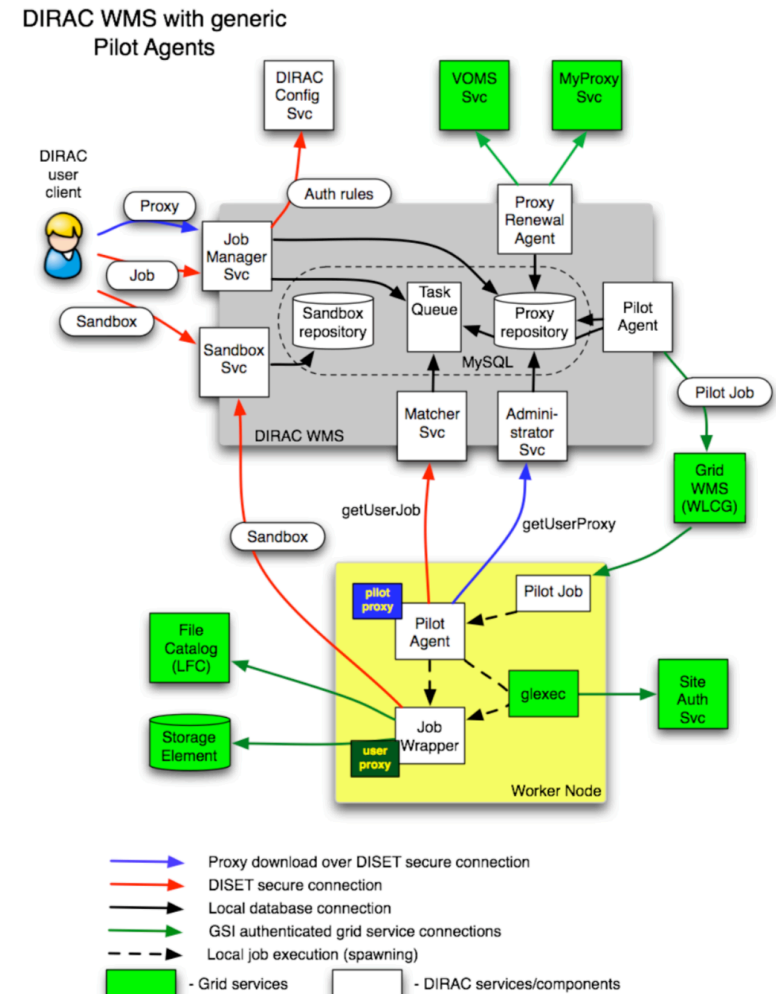 DIRAC WMS with generic
Pilot Agents
DIRAC
Config
Svc
VOMS
Svc
MyProxy
Svc
DIRAC
user
client
Proxy
Auth rules
Job
Manager
Svc
Proxy
Renewal
Agent
Job
Sandbox
Sandbox
repository
Task
Queue
Proxy
repository
Pilot
Agent
Sandbox
Svc
MySQL
Pilot Job
Matcher
Svc
Admini-
strator
Svc
DIRAC WMS
Grid
WMS
(WLCG)
getUserJob
getUserProxy
Sandbox
pilot
proxy
Pilot
Agent
Pilot Job
File
Catalog
(LFC)
glexec
Site
Auth
Svc
Storage
Element
Job
Wrapper
user
proxy
Worker Node
Proxy download over DISET secure connection
DISET secure connection
Local database connection
GSI authenticated grid service connections
Local job execution (spawning)
- Grid services
- DIRAC services/components